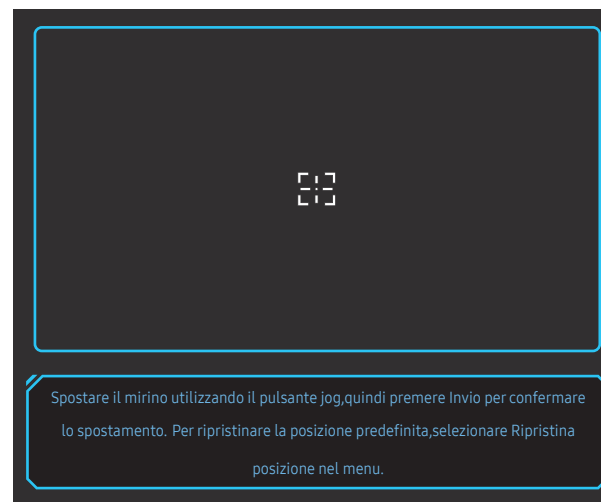 Spostare il mirino utilizzando il pulsante jog,quindi premere Invio per confermare
lo spostamento. Per ripristinare la posizione predefinita,selezionare Ripristina
posizione nel menu.